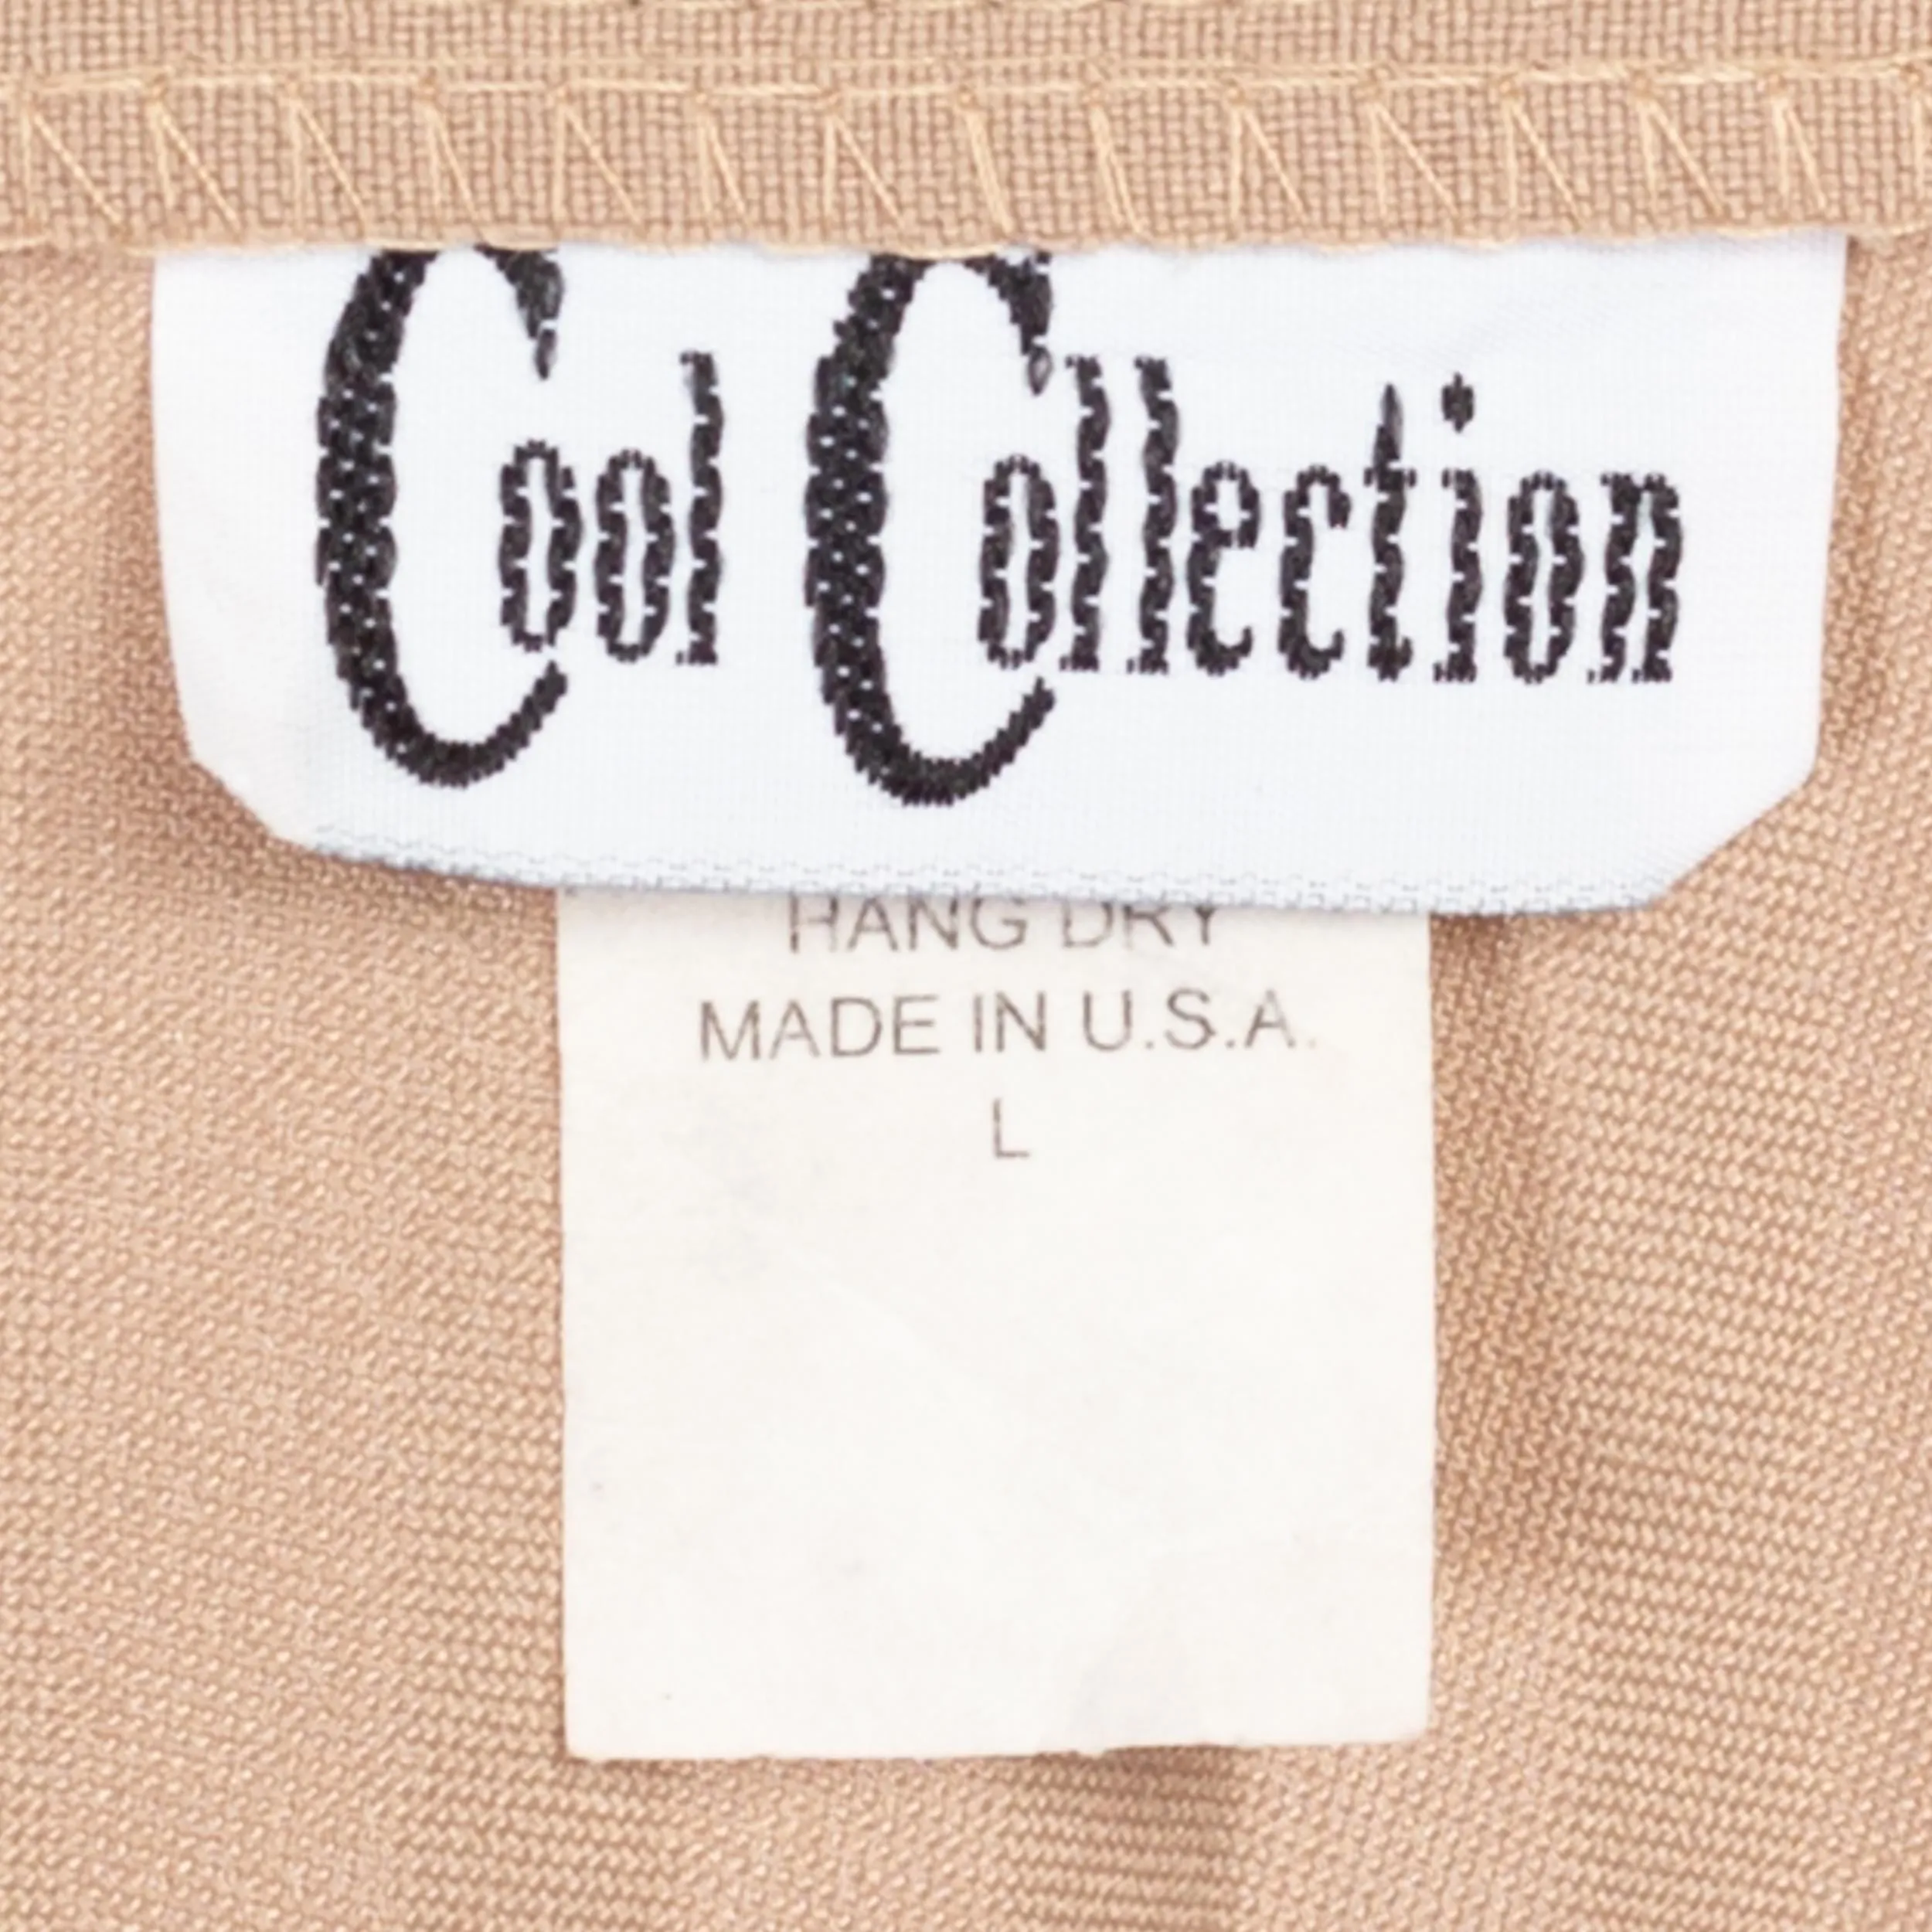 Cool Collection
HANG DRY
MADE IN U.S.A.
L